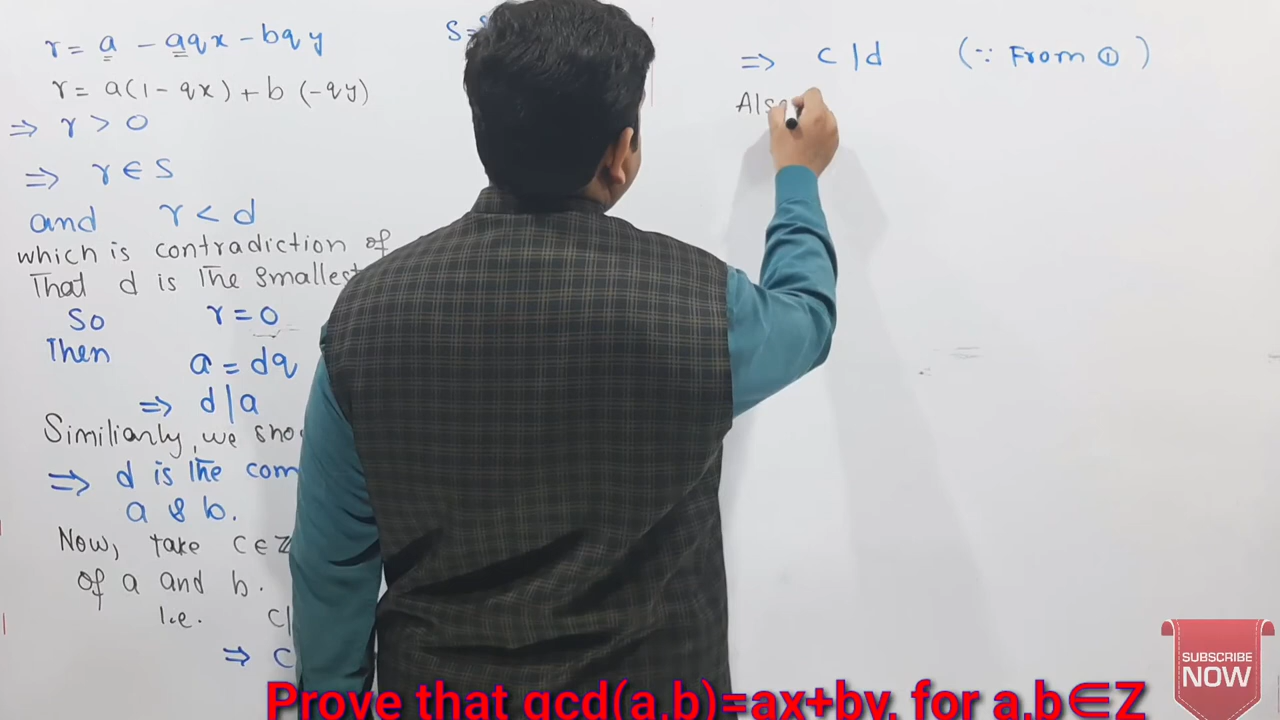 r = a - aqx - bqy
r = a(1 - qx) + b (-qy)
⇒ r > 0
⇒ r ∈ S
and r < d
which is contradiction of
That d is The smallest
So r = 0
Then a = dq
⇒ d | a
Similiarly, we sho
⇒ d is The com
a & b.
Now, take c ∈ Z
of a and b.
I.e. c|
⇒ c
S =
⇒ c | d (∵ From ①)
Also
Prove that gcd(a,b)=ax+by, for a,b∈Z
SUBSCRIBE
NOW